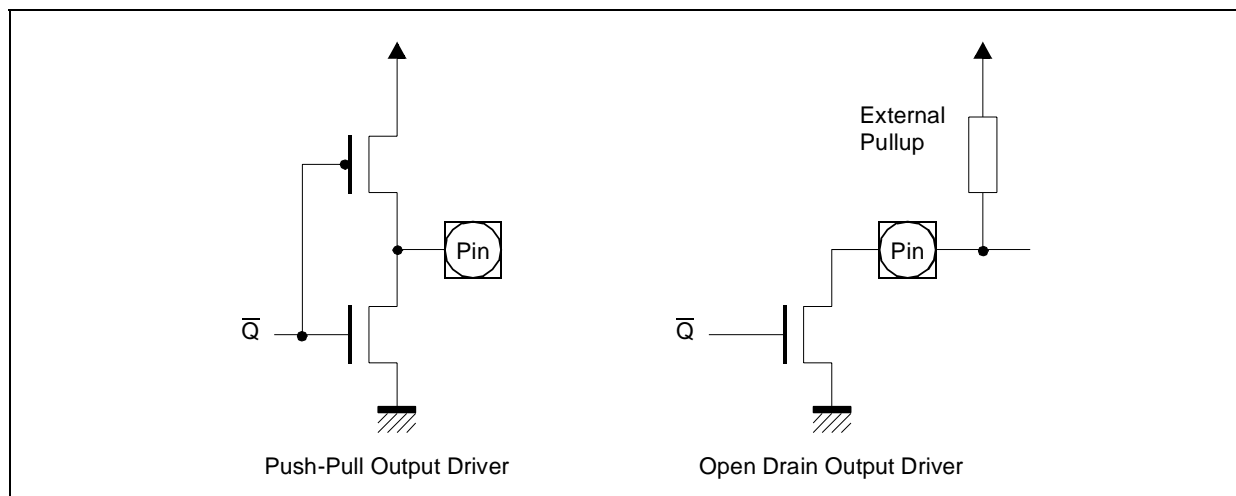 External
Pullup
Pin
Pin
Q̅
Q̅
Push-Pull Output Driver
Open Drain Output Driver